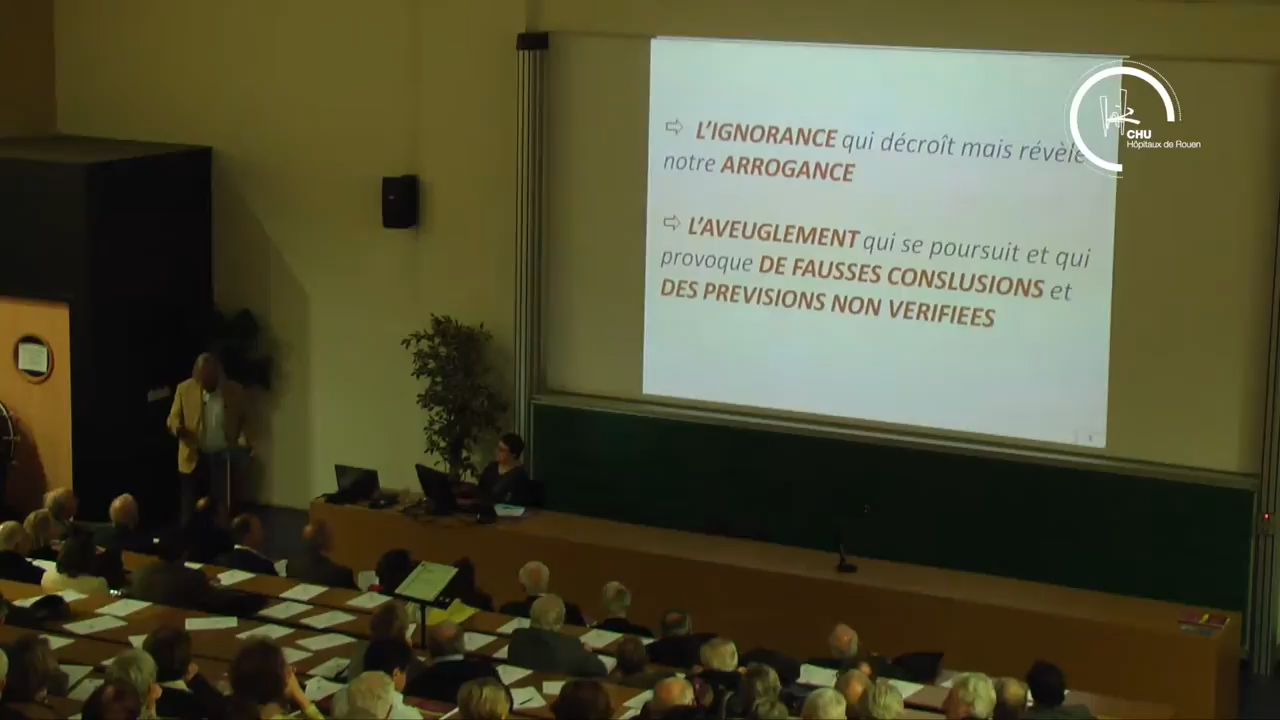 ⇨ L'IGNORANCE qui décroît mais révèle
notre ARROGANCE
⇨ L'AVEUGLEMENT qui se poursuit et qui
provoque DE FAUSSES CONSLUSIONS et
DES PREVISIONS NON VERIFIEES
CHU
Hôpitaux de Rouen